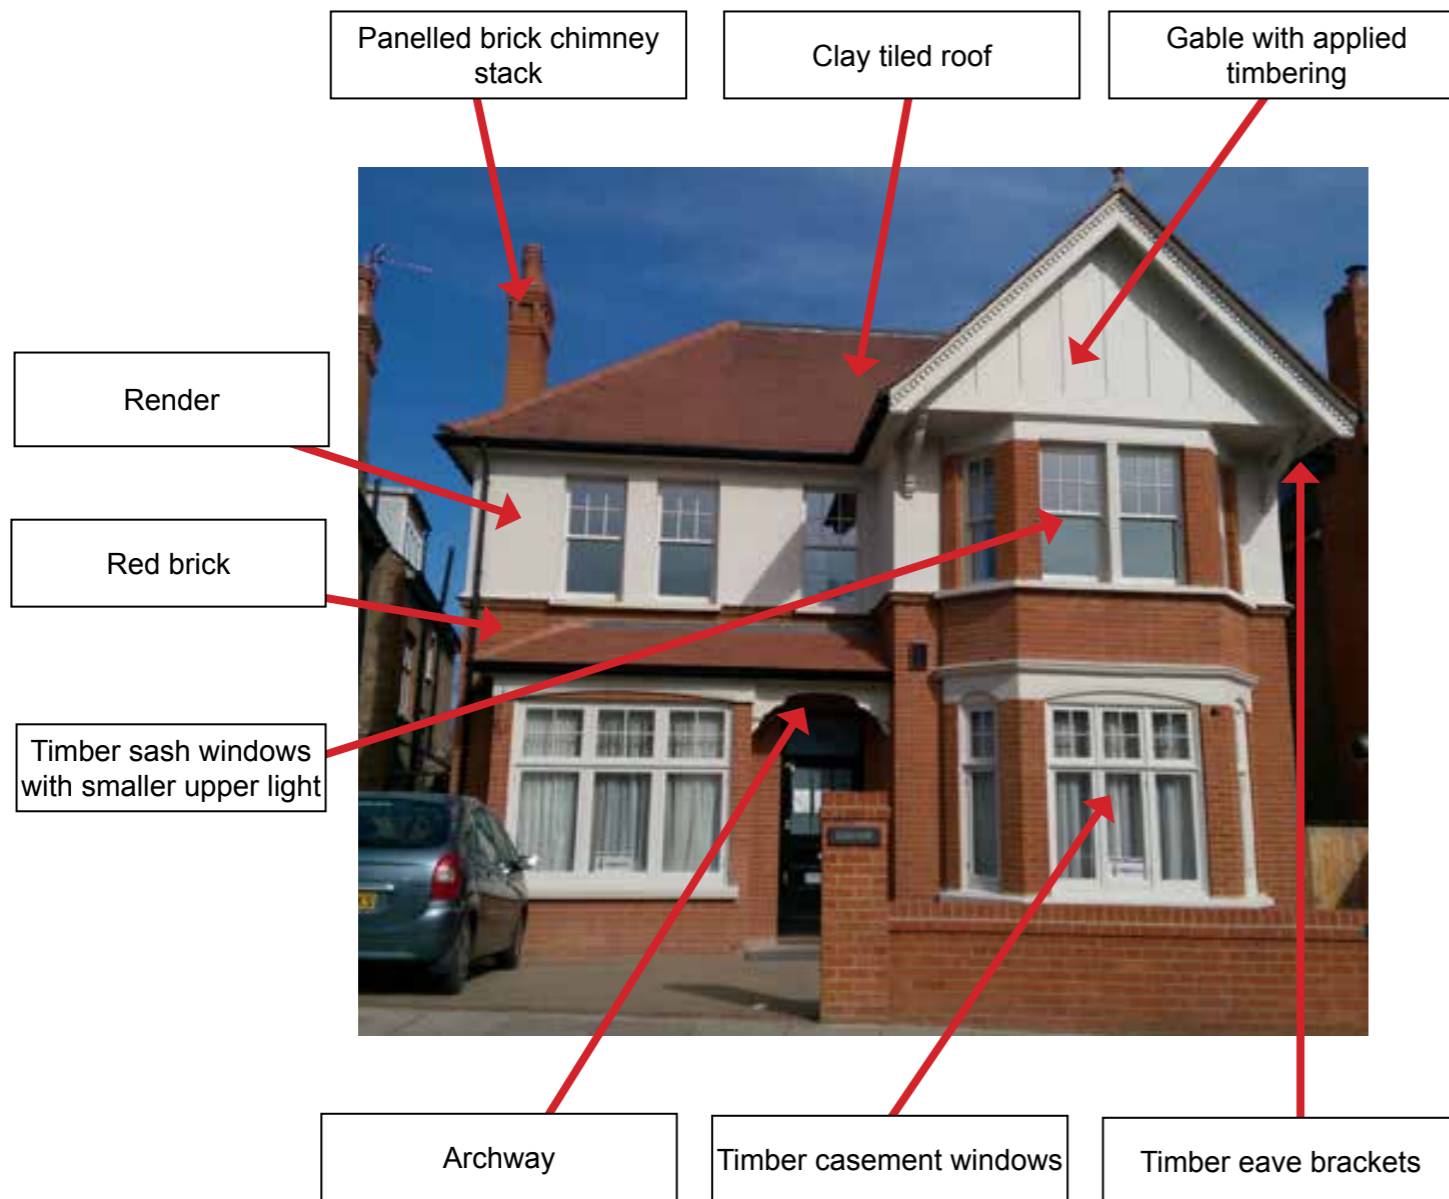 Panelled brick chimney
stack
Clay tiled roof
Gable with applied
timbering
Render
Red brick
Timber sash windows
with smaller upper light
Archway
Timber casement windows
Timber eave brackets